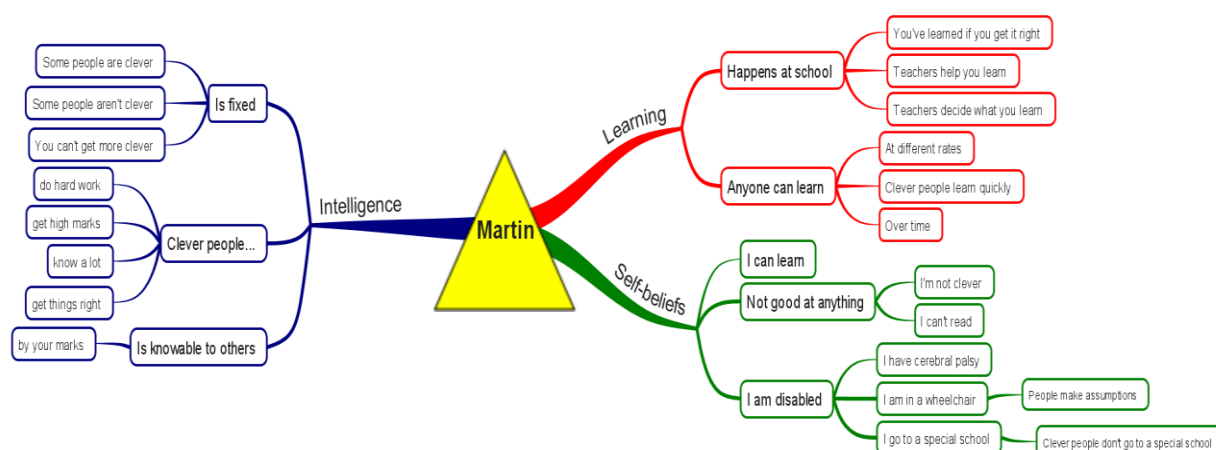 Martin
Intelligence
Is fixed
Some people are clever
Some people aren't clever
You can't get more clever
Clever people...
do hard work
get high marks
know a lot
get things right
Is knowable to others
by your marks
Learning
Happens at school
You've learned if you get it right
Teachers help you learn
Teachers decide what you learn
Anyone can learn
At different rates
Clever people learn quickly
Over time
Self-beliefs
I can learn
Not good at anything
I'm not clever
I can't read
I am disabled
I have cerebral palsy
I am in a wheelchair
People make assumptions
I go to a special school
Clever people don't go to a special school